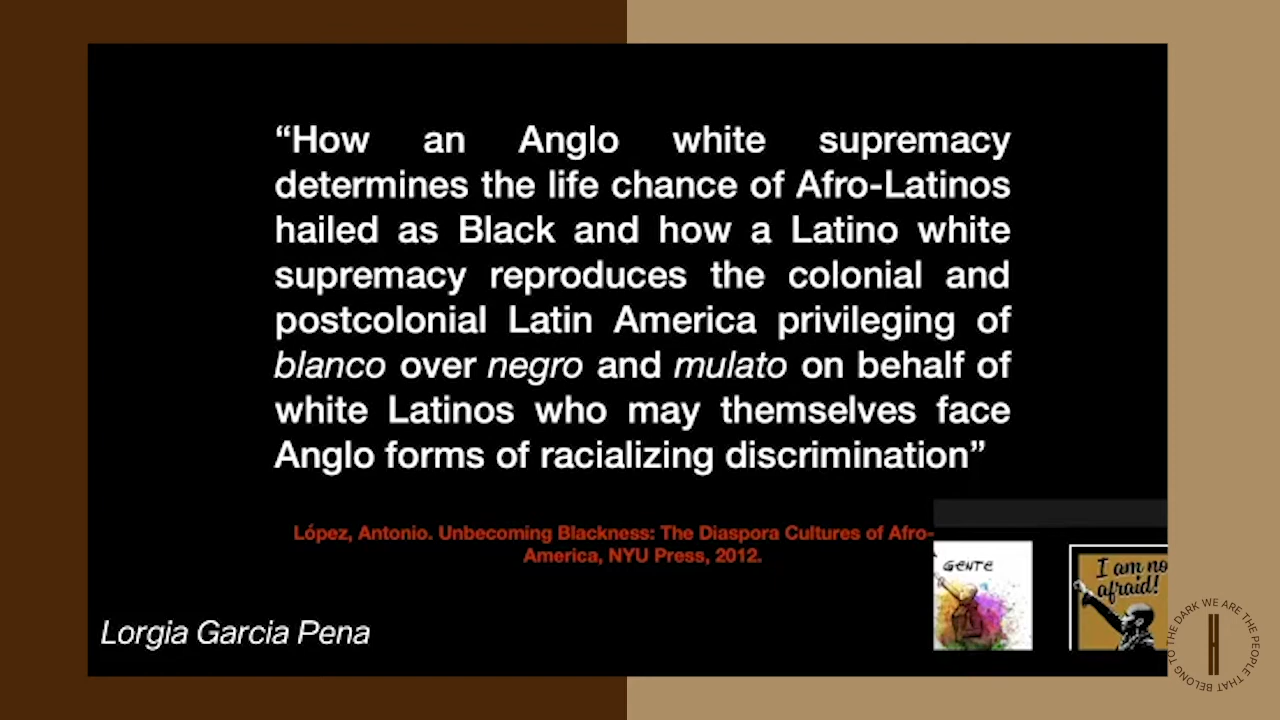 “How an Anglo white supremacy
determines the life chance of Afro-Latinos
hailed as Black and how a Latino white
supremacy reproduces the colonial and
postcolonial Latin America privileging of
blanco over negro and mulato on behalf of
white Latinos who may themselves face
Anglo forms of racializing discrimination”
López, Antonio. Unbecoming Blackness: The Diaspora Cultures of Afro-
America, NYU Press, 2012.
GENTE
I am no
afraid!
Lorgia Garcia Pena
WE ARE THE PEOPLE THAT BELONG TO THE DARK